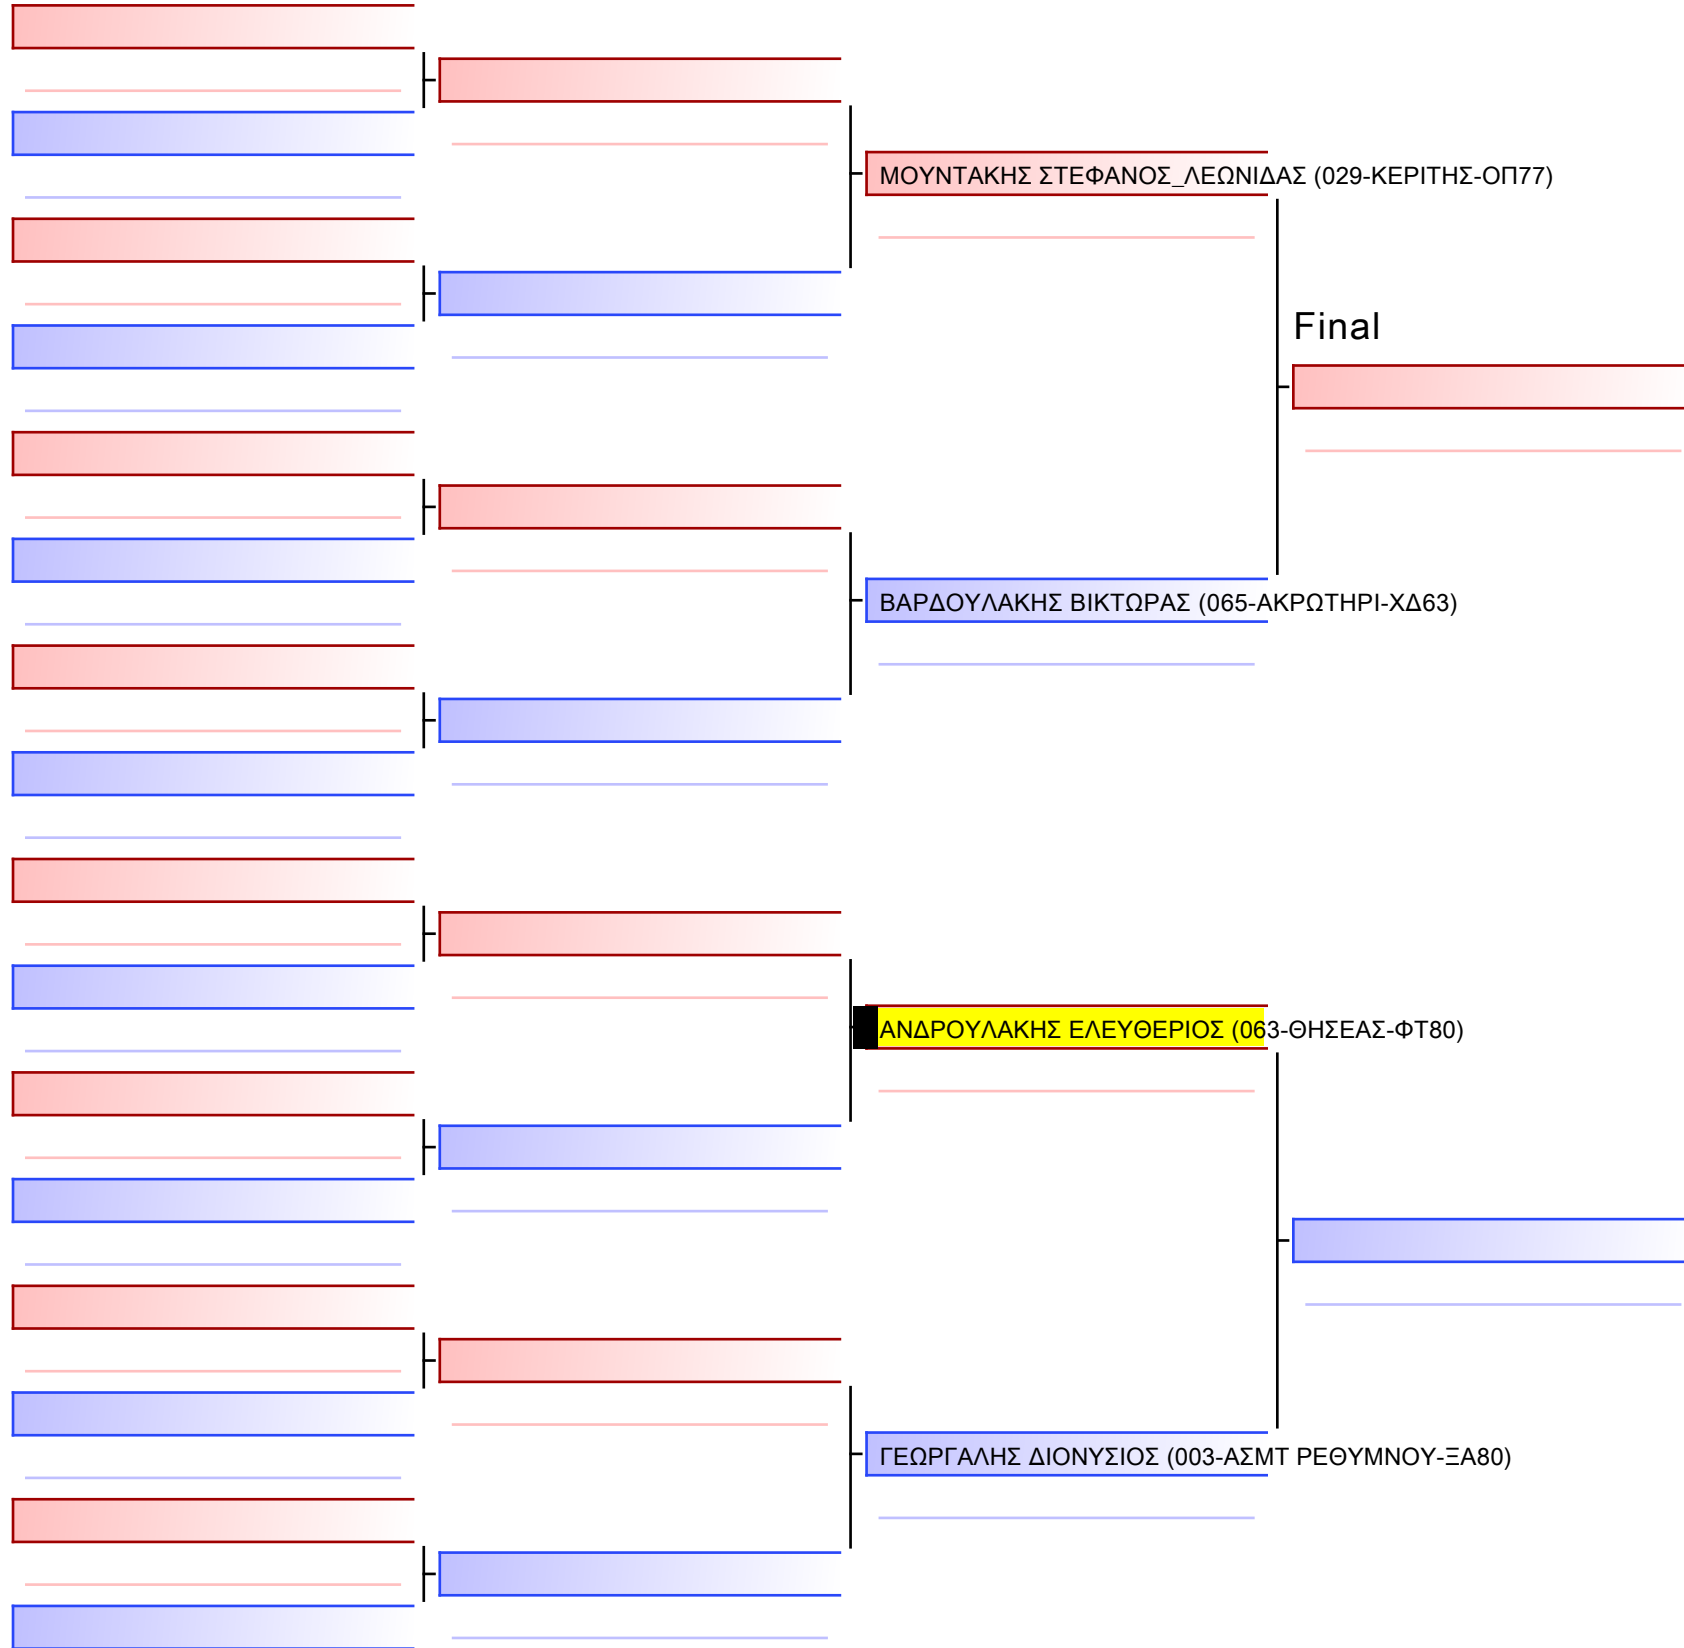 ΜΟΥΝΤΑΚΗΣ ΣΤΕΦΑΝΟΣ_ΛΕΩΝΙΔΑΣ (029-ΚΕΡΙΤΗΣ-ΟΠ77)
Final
ΒΑΡΔΟΥΛΑΚΗΣ ΒΙΚΤΩΡΑΣ (065-ΑΚΡΩΤΗΡΙ-ΧΔ63)
ΑΝΔΡΟΥΛΑΚΗΣ ΕΛΕΥΘΕΡΙΟΣ (063-ΘΗΣΕΑΣ-ΦΤ80)
ΓΕΩΡΓΑΛΗΣ ΔΙΟΝΥΣΙΟΣ (003-ΑΣΜΤ ΡΕΘΥΜΝΟΥ-ΞΑ80)